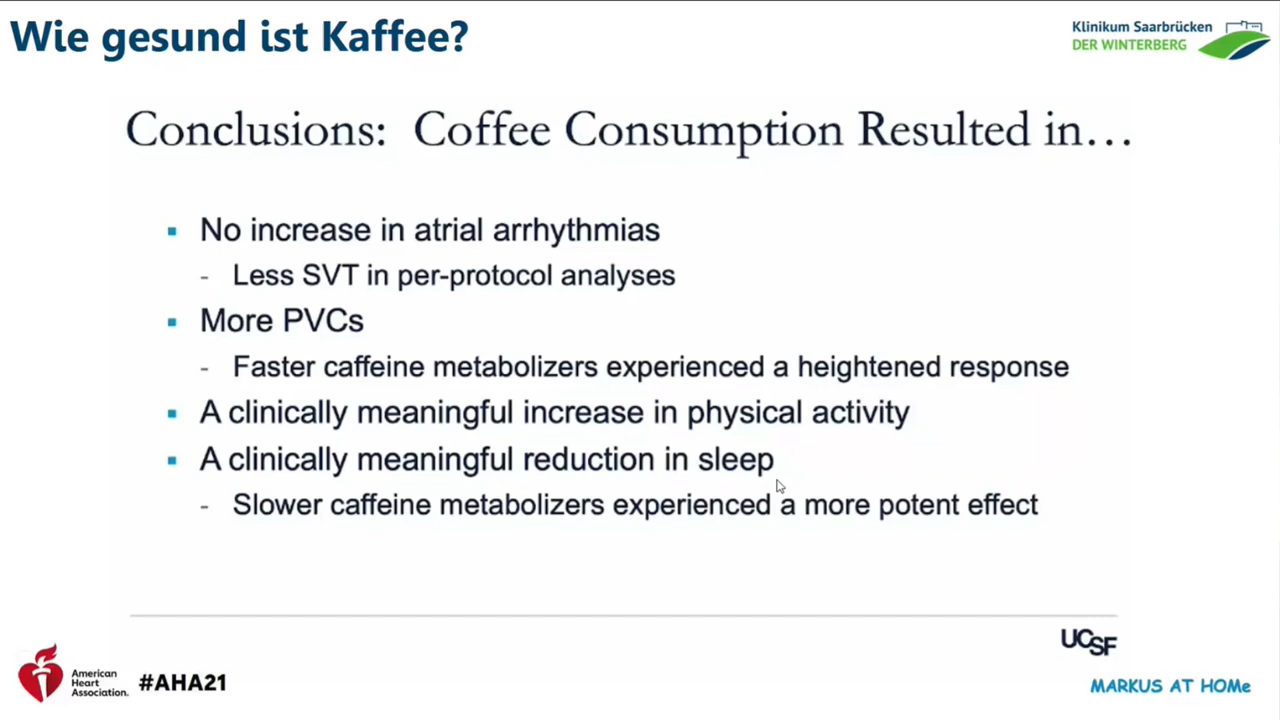 Wie gesund ist Kaffee?
Klinikum Saarbrücken
DER WINTERBERG
Conclusions: Coffee Consumption Resulted in…
▪ No increase in atrial arrhythmias
- Less SVT in per-protocol analyses
▪ More PVCs
- Faster caffeine metabolizers experienced a heightened response
▪ A clinically meaningful increase in physical activity
▪ A clinically meaningful reduction in sleep
- Slower caffeine metabolizers experienced a more potent effect
UCSF
American
Heart
Association.
#AHA21
MARKUS AT HOMe